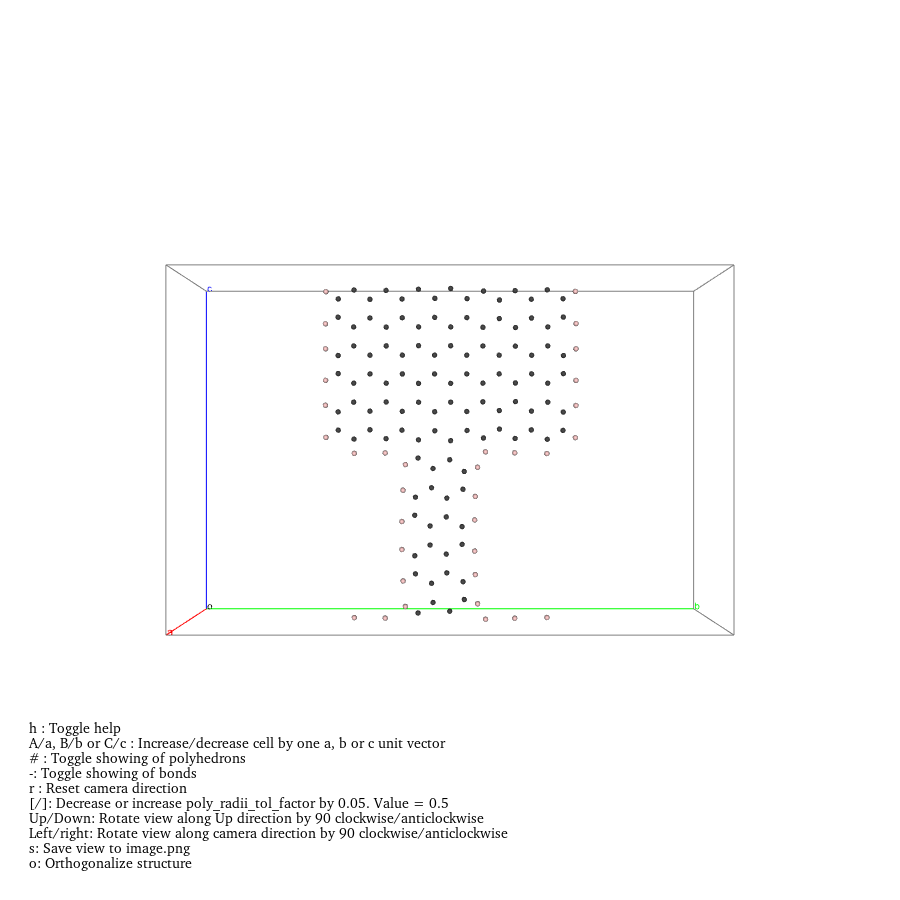 c
o
b
a
h : Toggle help
A/a, B/b or C/c : Increase/decrease cell by one a, b or c unit vector
# : Toggle showing of polyhedrons
-: Toggle showing of bonds
r : Reset camera direction
[/]: Decrease or increase poly_radii_tol_factor by 0.05. Value = 0.5
Up/Down: Rotate view along Up direction by 90 clockwise/anticlockwise
Left/right: Rotate view along camera direction by 90 clockwise/anticlockwise
s: Save view to image.png
o: Orthogonalize structure